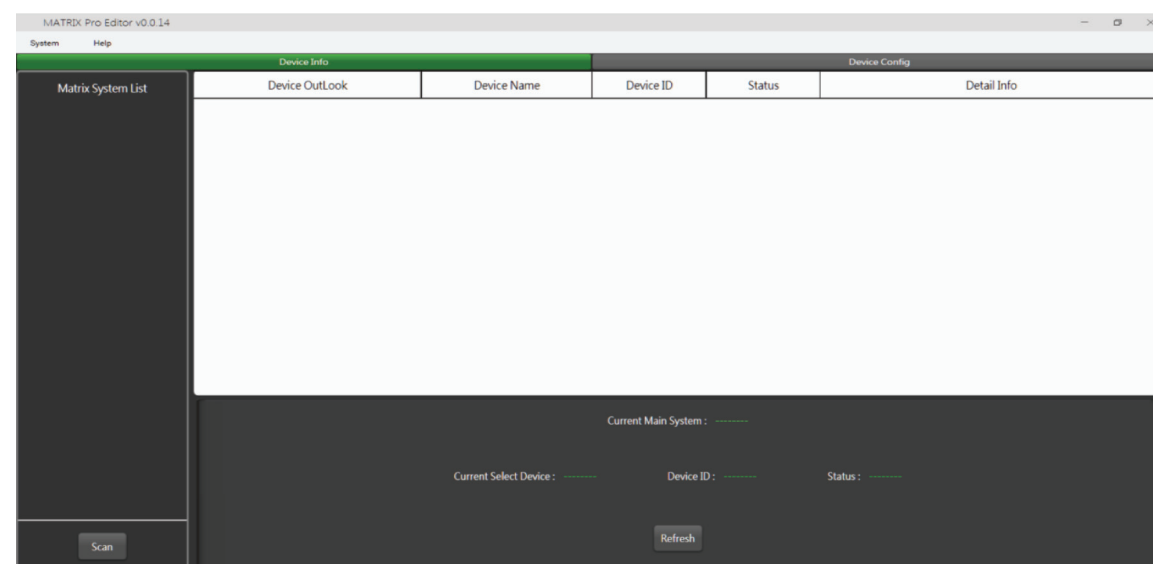 MATRIX Pro Editor v0.0.14
System Help
Device Info Device Config
Matrix System List Device OutLook Device Name Device ID Status Detail Info
Current Main System : --------
Current Select Device : -------- Device ID : -------- Status : --------
Scan Refresh